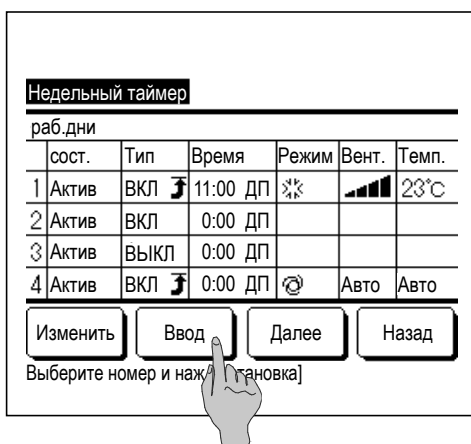 Недельный таймер
раб.дни
сост. Тип Время Режим Вент. Темп.
1 Актив ВКЛ 11:00 ДП 23°C
2 Актив ВКЛ 0:00 ДП
3 Актив ВЫКЛ 0:00 ДП
4 Актив ВКЛ 0:00 ДП Авто Авто
Изменить Ввод Далее Назад
Выберите номер и наж тановка]